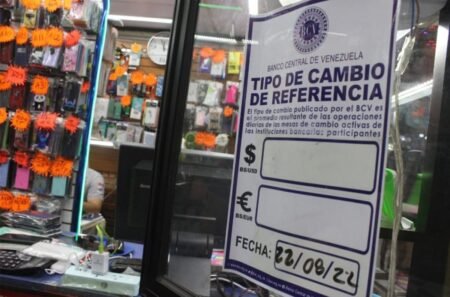 BCV
BANCO CENTRAL DE VENEZUELA
TIPO DE CAMBIO
DE REFERENCIA
El tipo de cambio publicado por el BCV es
el promedio resultante de las operaciones
diarias de las mesas de cambio activas de
las instituciones bancarias participantes
$
BS/USD
€
BS/EUR
FECHA: 22/08/22